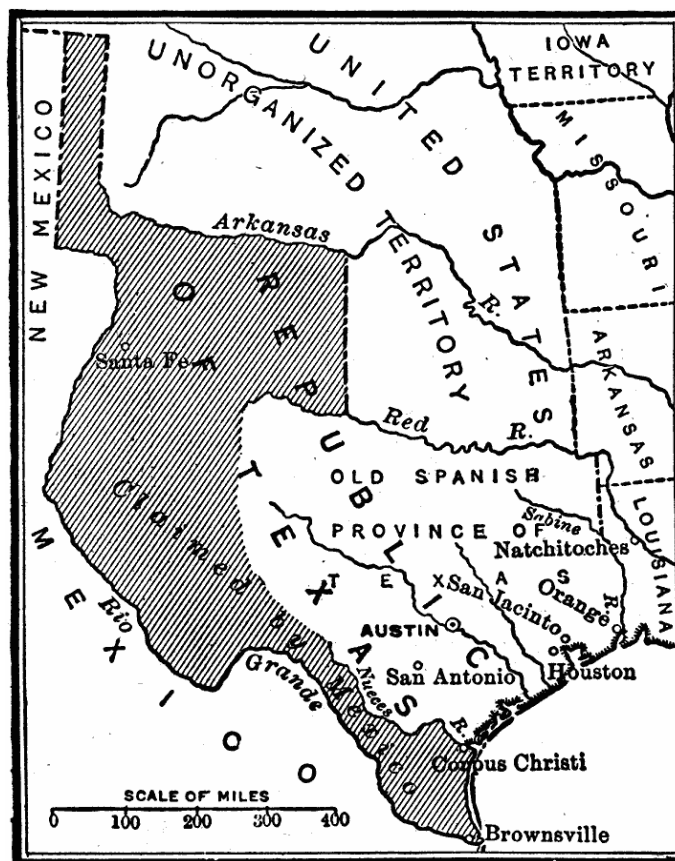 UNITED STATES
UNORGANIZED TERRITORY
IOWA
TERRITORY
MISSOURI
NEW MEXICO
Arkansas R.
ARKANSAS
Santa Fe
REPUBLIC OF
TEXAS
Red R.
OLD SPANISH
PROVINCE OF
TEXAS
Claimed by Mexico
Sabine R.
Natchitoches
LOUISIANA
San Jacinto
Orange
AUSTIN
Houston
San Antonio
Nueces R.
MEXICO
Rio Grande
Corpus Christi
Brownsville
SCALE OF MILES
0 100 200 300 400